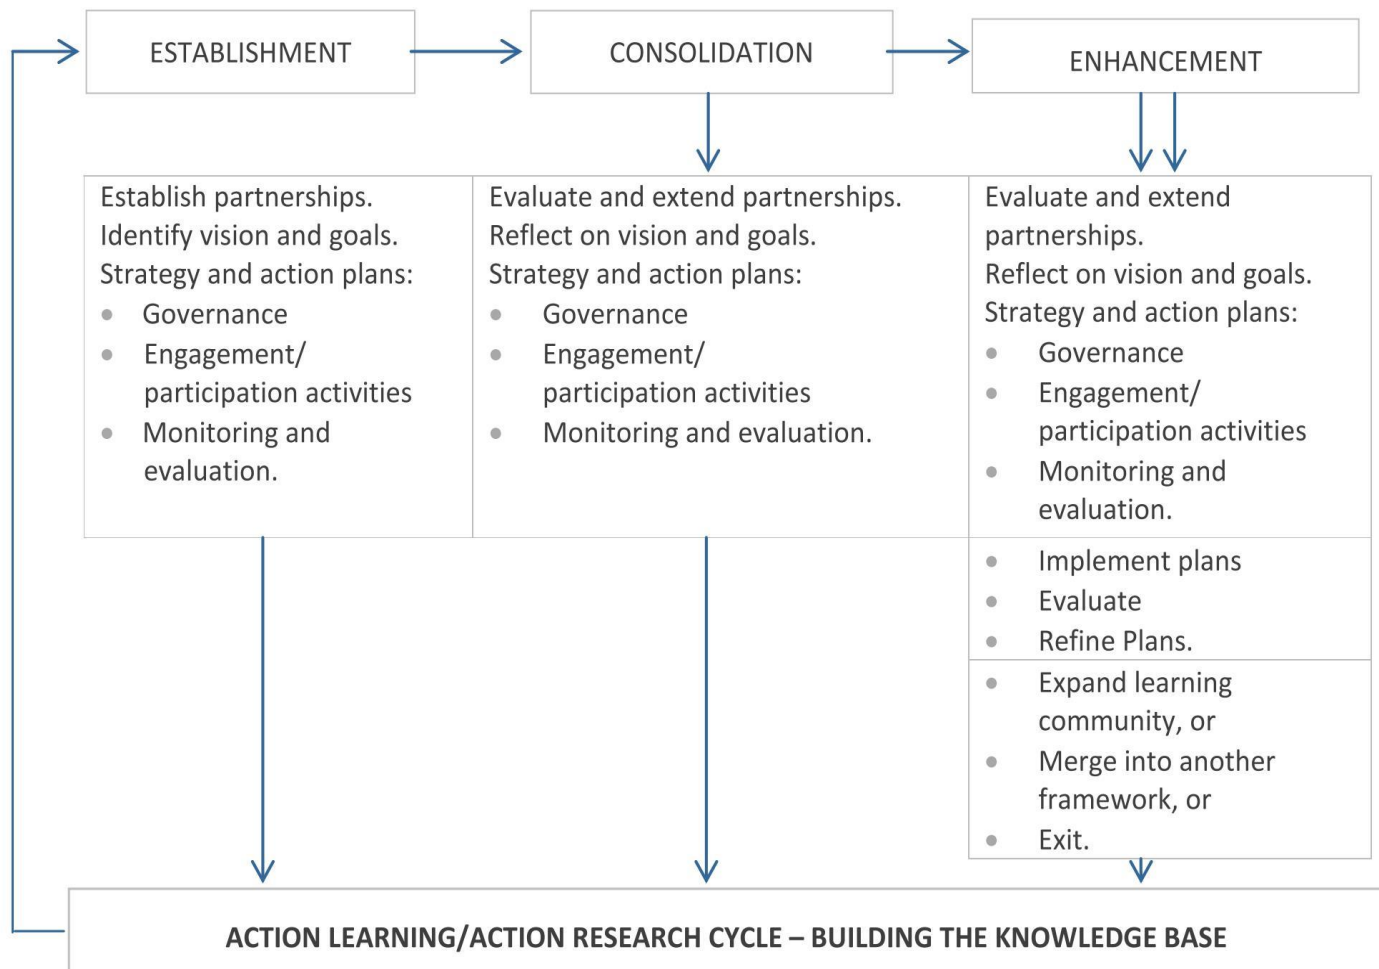 ESTABLISHMENT
CONSOLIDATION
ENHANCEMENT
Establish partnerships.
Identify vision and goals.
Strategy and action plans:
• Governance
• Engagement/
participation activities
• Monitoring and
evaluation.
Evaluate and extend partnerships.
Reflect on vision and goals.
Strategy and action plans:
• Governance
• Engagement/
participation activities
• Monitoring and evaluation.
Evaluate and extend
partnerships.
Reflect on vision and goals.
Strategy and action plans:
• Governance
• Engagement/
participation activities
• Monitoring and
evaluation.
• Implement plans
• Evaluate
• Refine Plans.
• Expand learning
community, or
• Merge into another
framework, or
• Exit.
ACTION LEARNING/ACTION RESEARCH CYCLE – BUILDING THE KNOWLEDGE BASE